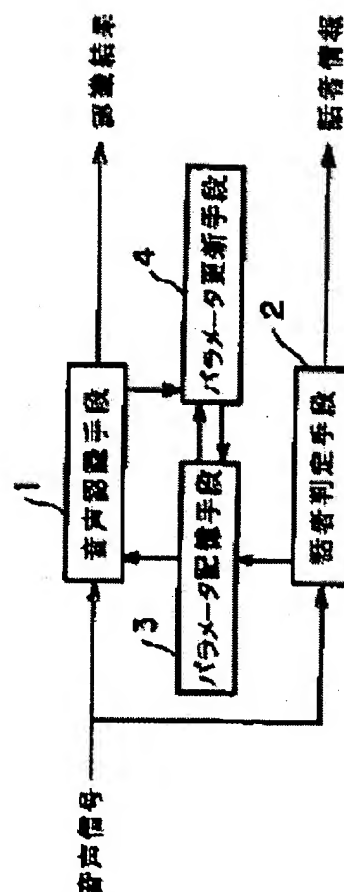 音声信号
1
音声認識手段
認識結果
3
パラメータ記憶手段
4
パラメータ更新手段
2
話者判定手段
話者情報